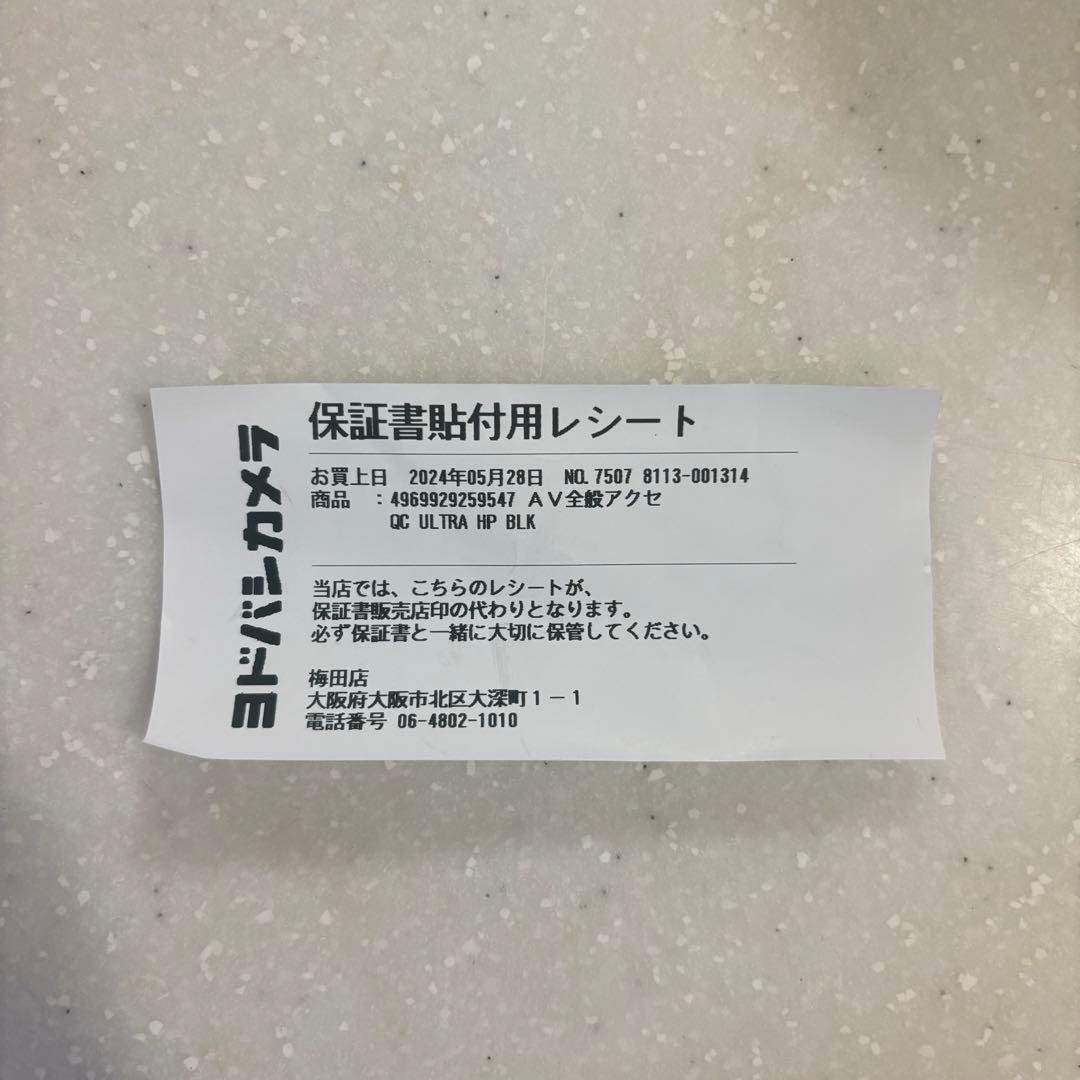 ヨドバシカメラ
保証書貼付用レシート
お買上日 2024年05月28日 NO. 7507 8113-001314
商品 : 4969929259547 AV全般アクセ
QC ULTRA HP BLK
当店では、こちらのレシートが、
保証書販売店印の代わりとなります。
必ず保証書と一緒に大切に保管してください。
梅田店
大阪府大阪市北区大深町1-1
電話番号 06-4802-1010